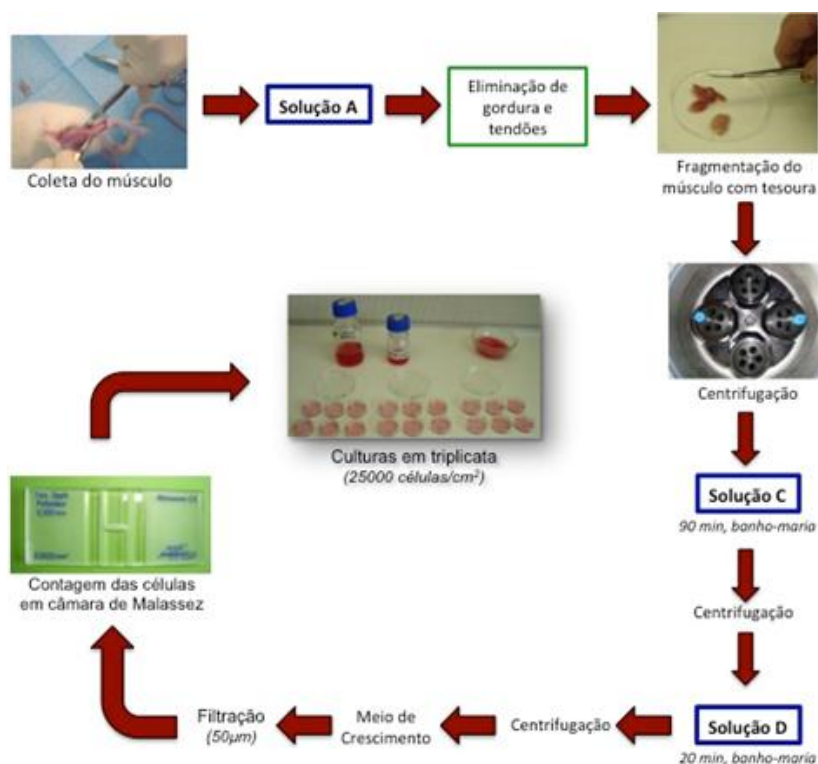 Coleta do músculo
Solução A
Eliminação de
gordura e
tendões
Fragmentação do
músculo com tesoura
Centrifugação
Solução C
90 min, banho-maria
Centrifugação
Solução D
20 min, banho-maria
Centrifugação
Meio de
Crescimento
Filtração
(50μm)
Contagem das células
em câmara de Malassez
Culturas em triplicata
(25000 células/cm²)